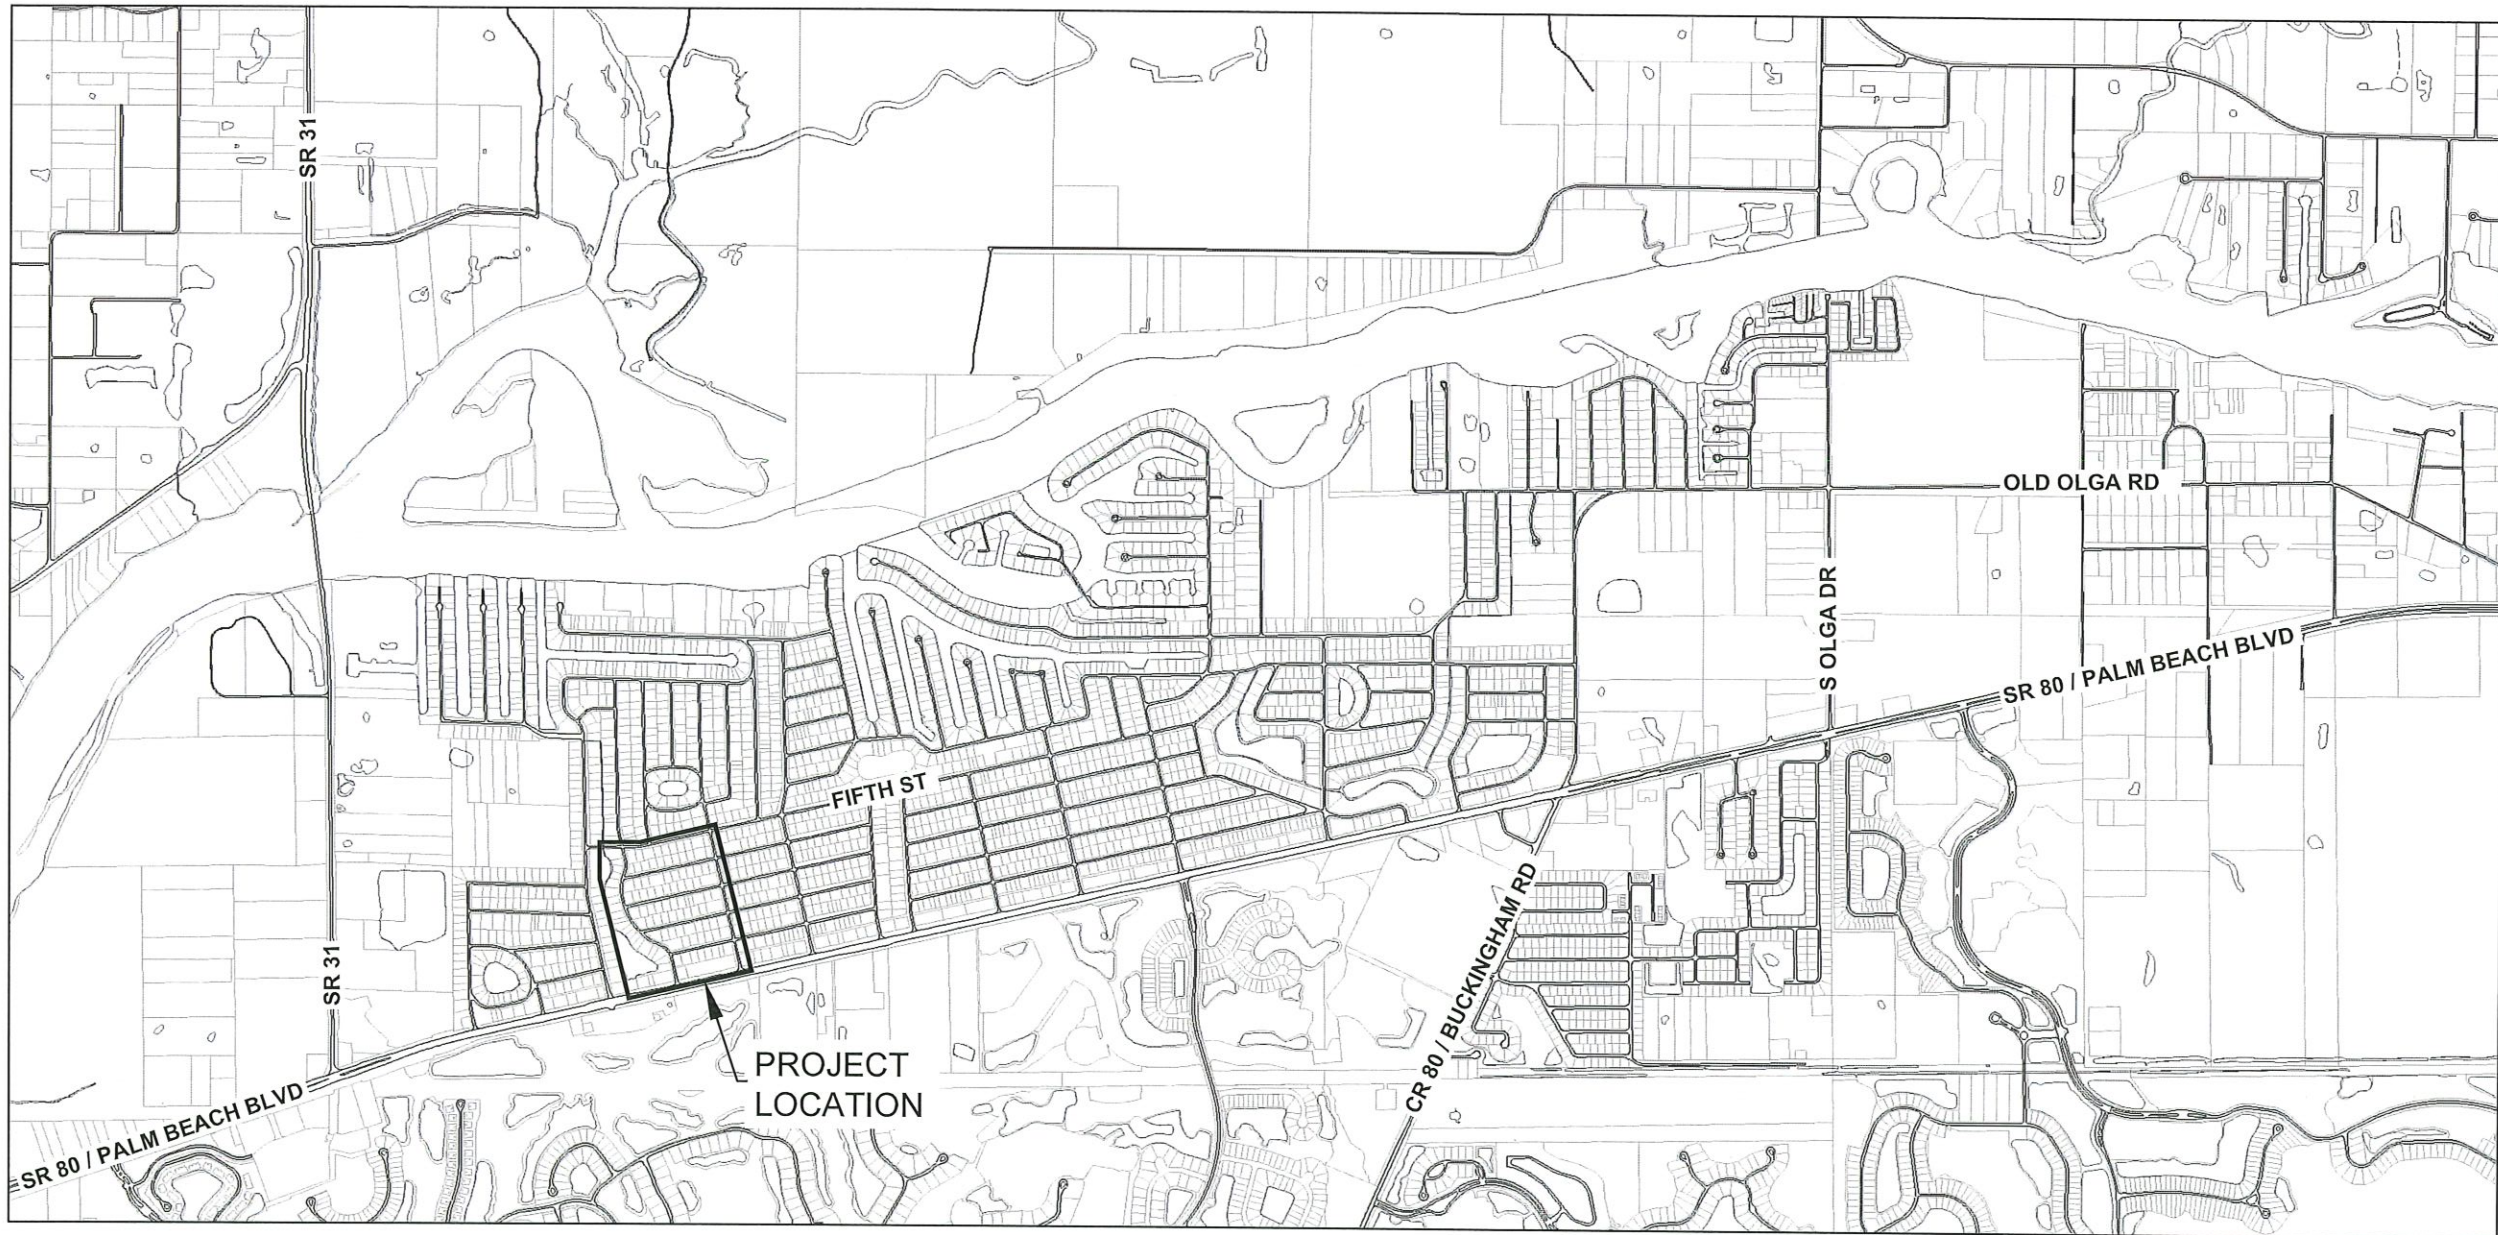 SR 31
OLD OLGA RD
S OLGA DR
SR 80 / PALM BEACH BLVD
FIFTH ST
CR 80 / BUCKINGHAM RD
SR 31
PROJECT
LOCATION
SR 80 / PALM BEACH BLVD